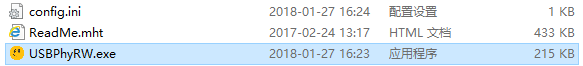 config.ini 2018-01-27 16:24 配置设置 1 KB
ReadMe.mht 2017-02-24 13:17 HTML 文档 433 KB
USBPhyRW.exe 2018-01-27 16:23 应用程序 215 KB